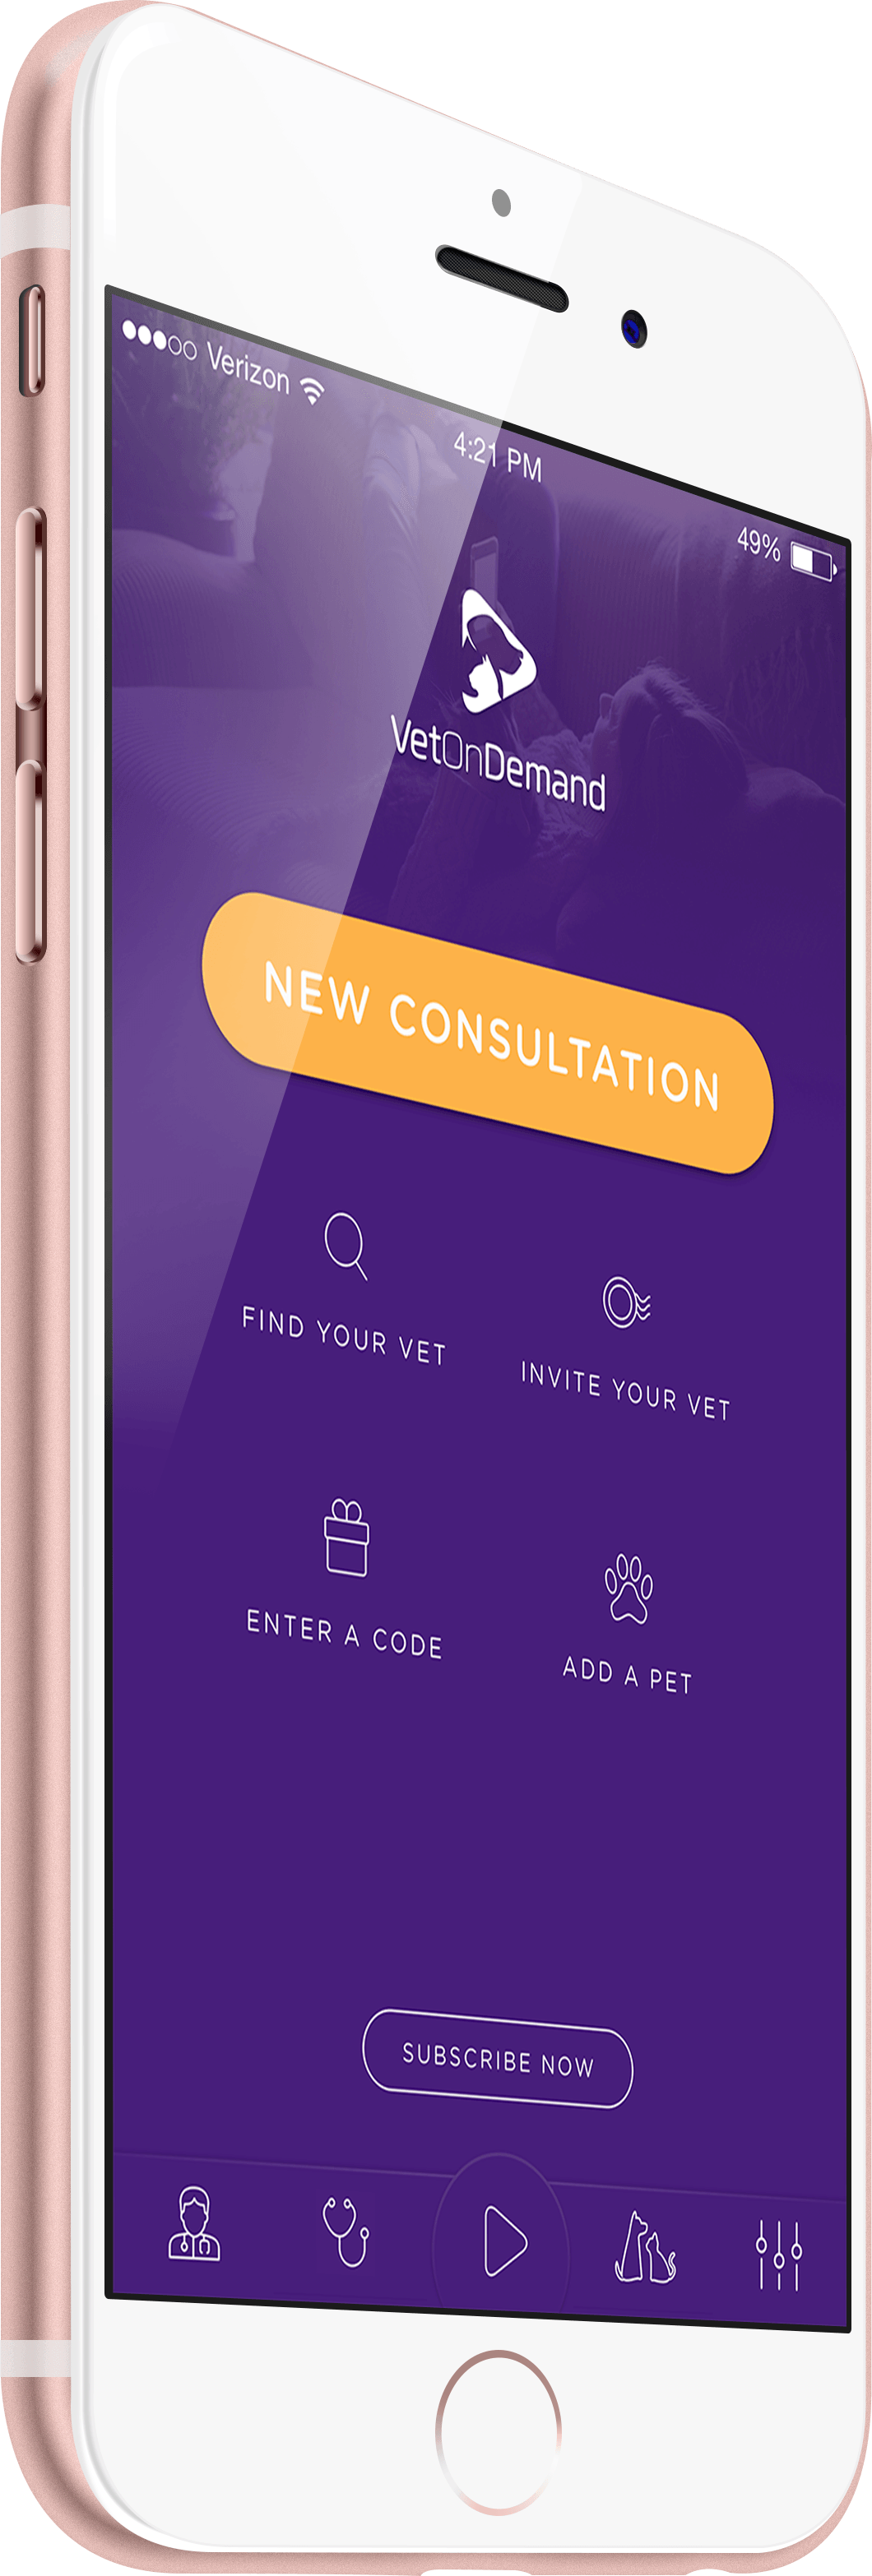 Verizon
4:21 PM
49%
VetOnDemand
NEW CONSULTATION
FIND YOUR VET
INVITE YOUR VET
ENTER A CODE
ADD A PET
SUBSCRIBE NOW